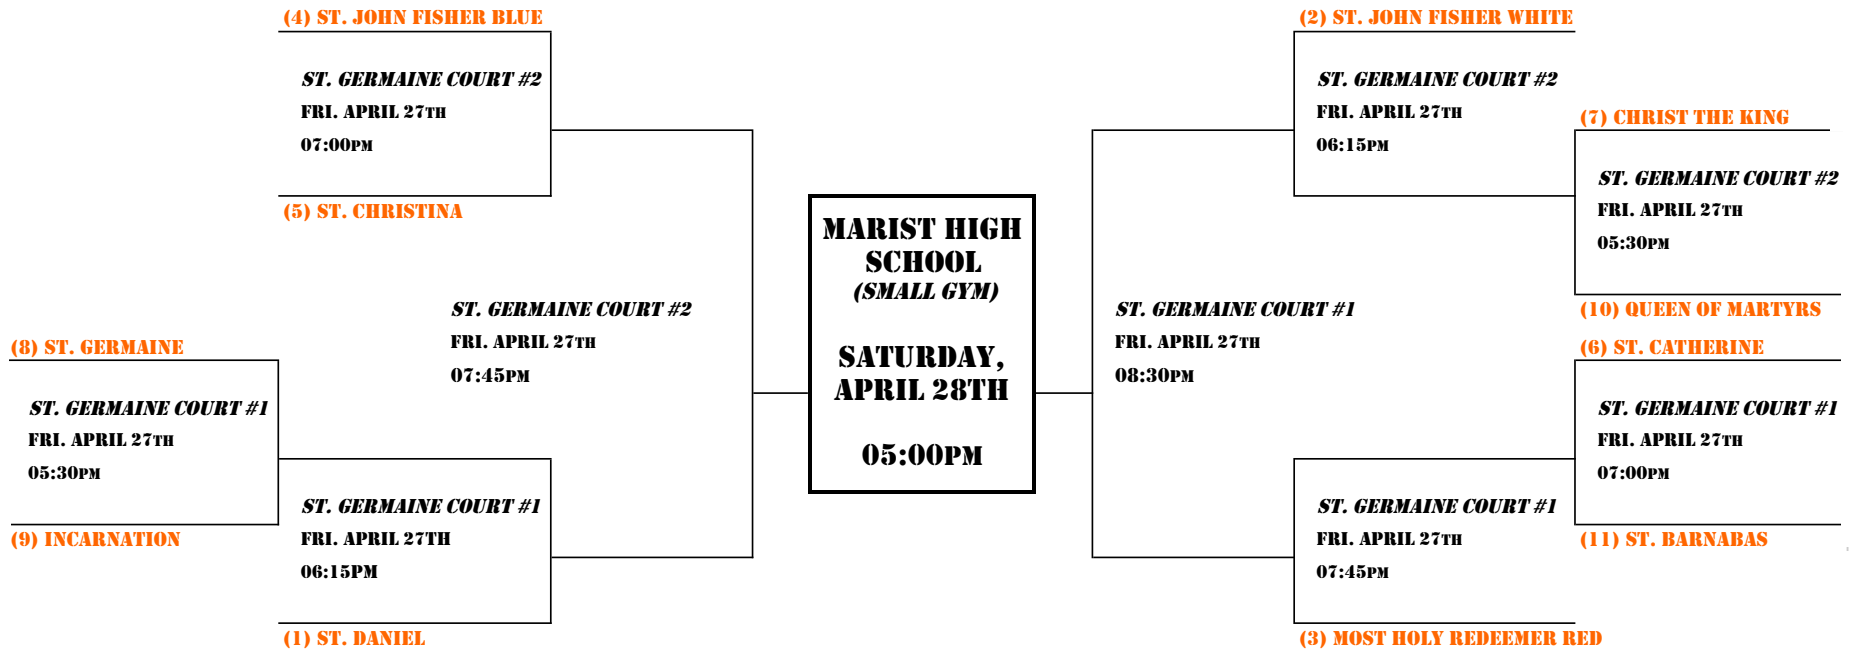 (4) ST. JOHN FISHER BLUE
ST. GERMAINE COURT #2
FRI. APRIL 27TH
07:00PM
(5) ST. CHRISTINA
ST. GERMAINE COURT #2
FRI. APRIL 27TH
07:45PM
(8) ST. GERMAINE
ST. GERMAINE COURT #1
FRI. APRIL 27TH
05:30PM
(9) INCARNATION
ST. GERMAINE COURT #1
FRI. APRIL 27TH
06:15PM
(1) ST. DANIEL
MARIST HIGH
SCHOOL
(SMALL GYM)
SATURDAY,
APRIL 28TH
05:00PM
(2) ST. JOHN FISHER WHITE
ST. GERMAINE COURT #2
FRI. APRIL 27TH
06:15PM
(7) CHRIST THE KING
ST. GERMAINE COURT #2
FRI. APRIL 27TH
05:30PM
(10) QUEEN OF MARTYRS
ST. GERMAINE COURT #1
FRI. APRIL 27TH
08:30PM
(6) ST. CATHERINE
ST. GERMAINE COURT #1
FRI. APRIL 27TH
07:00PM
(11) ST. BARNABAS
ST. GERMAINE COURT #1
FRI. APRIL 27TH
07:45PM
(3) MOST HOLY REDEEMER RED